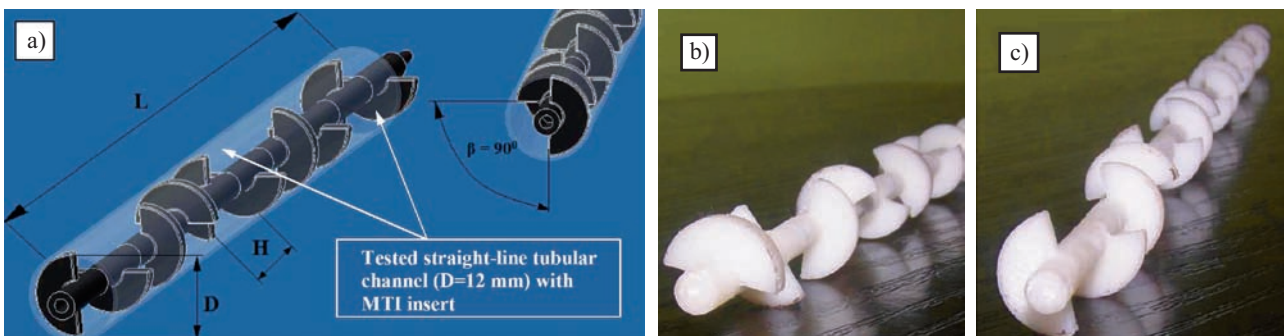 a)
L
β = 90⁰
H
D
Tested straight-line tubular
channel (D=12 mm) with
MTI insert
b)
c)